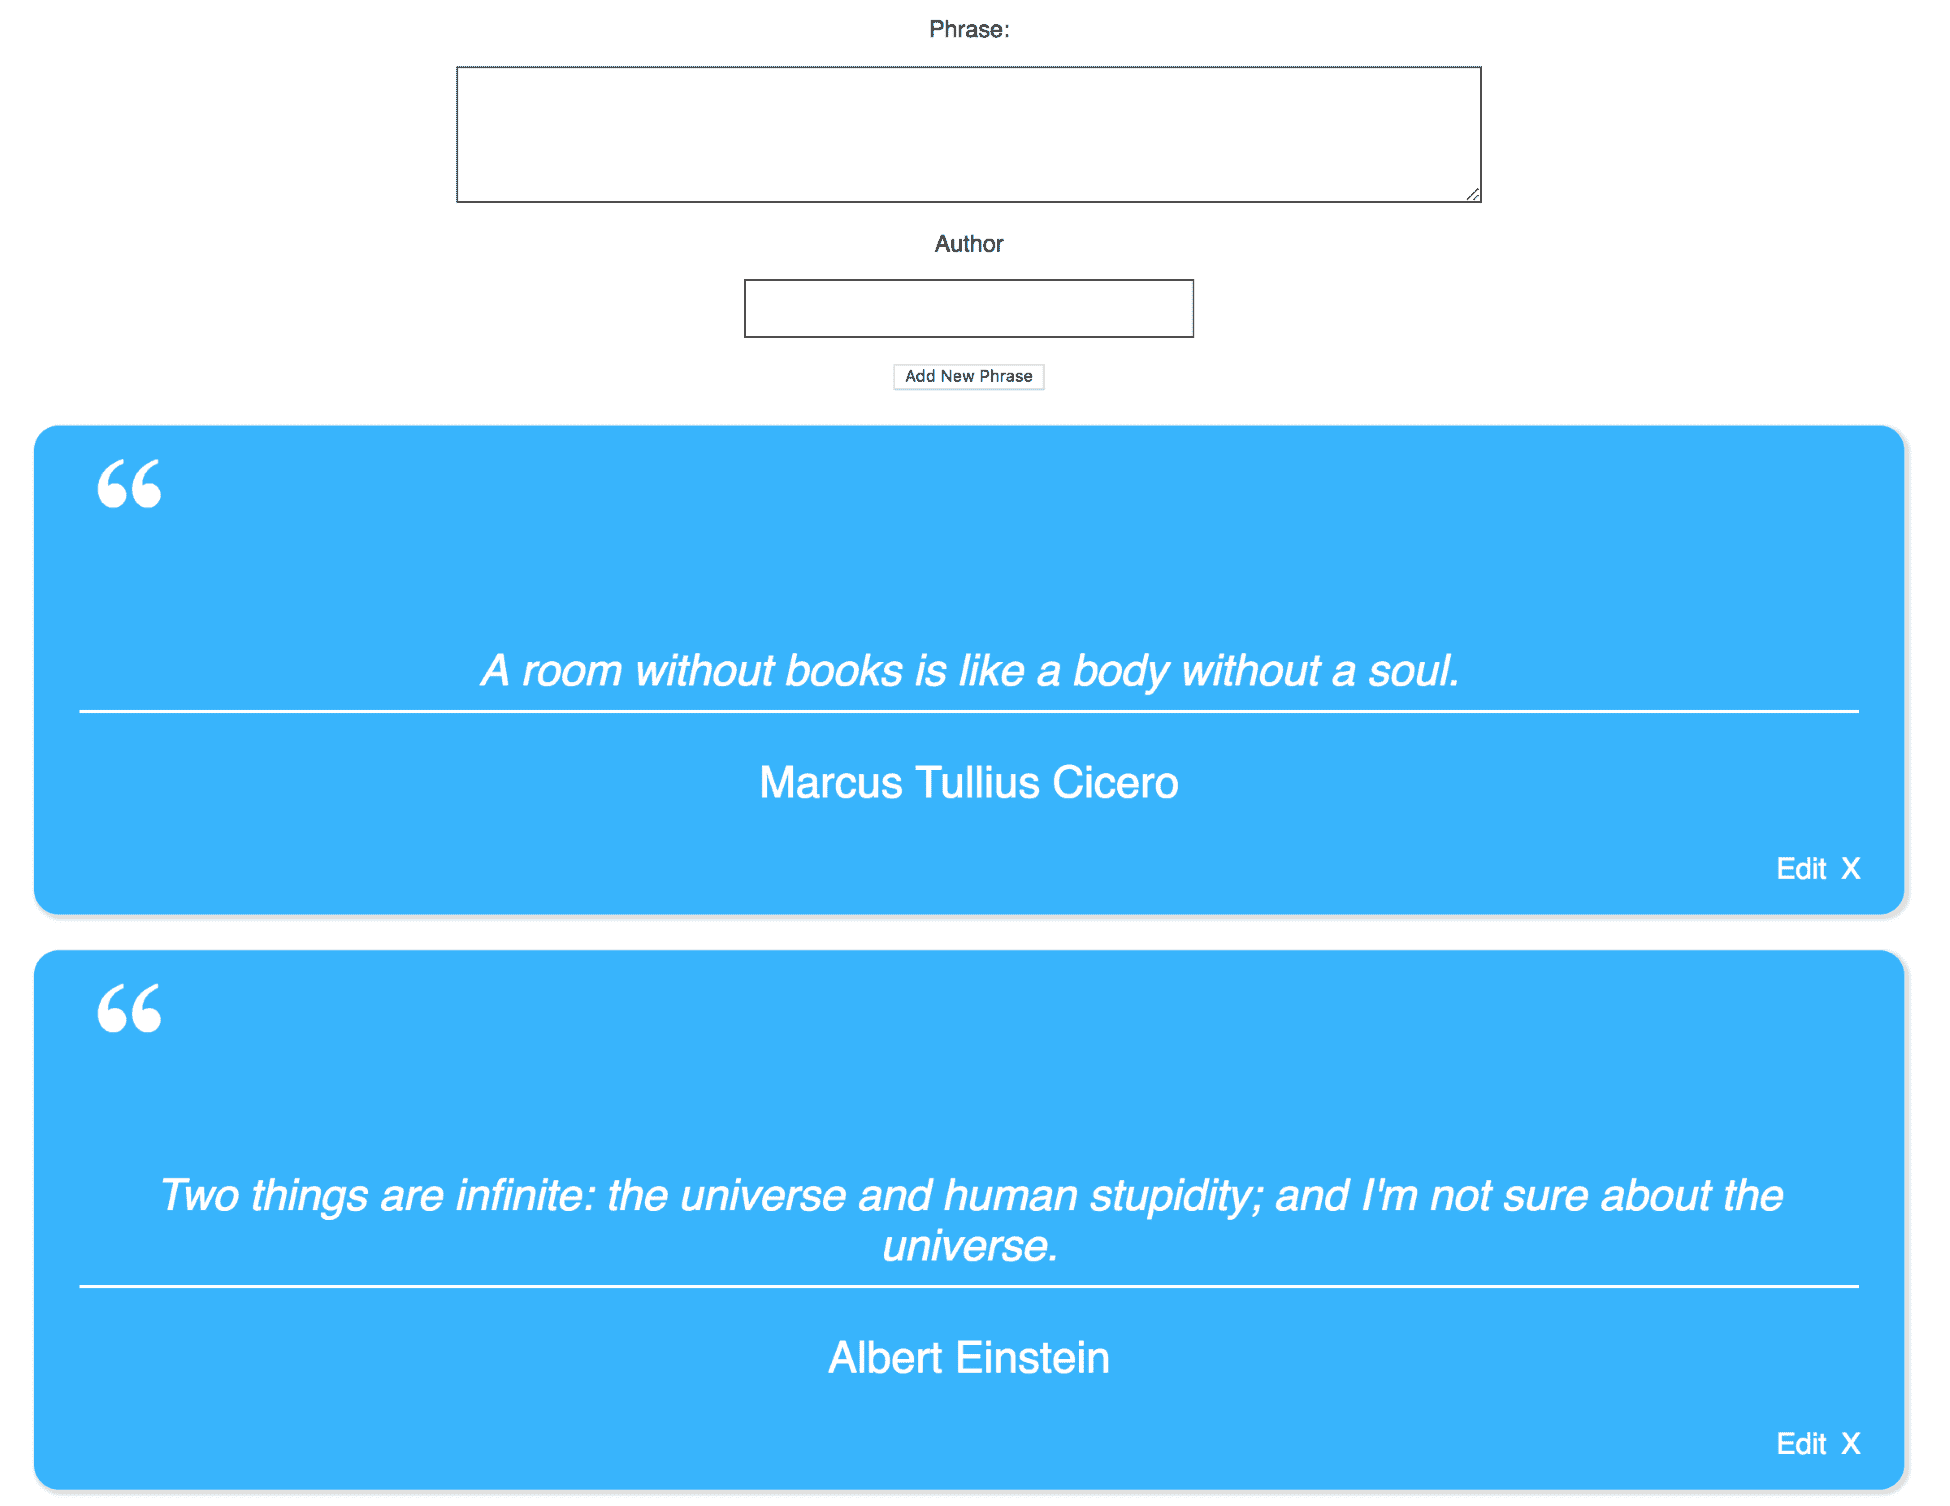 Phrase:
Author
Add New Phrase
“
A room without books is like a body without a soul.
Marcus Tullius Cicero
Edit X
“
Two things are infinite: the universe and human stupidity; and I'm not sure about the
universe.
Albert Einstein
Edit X